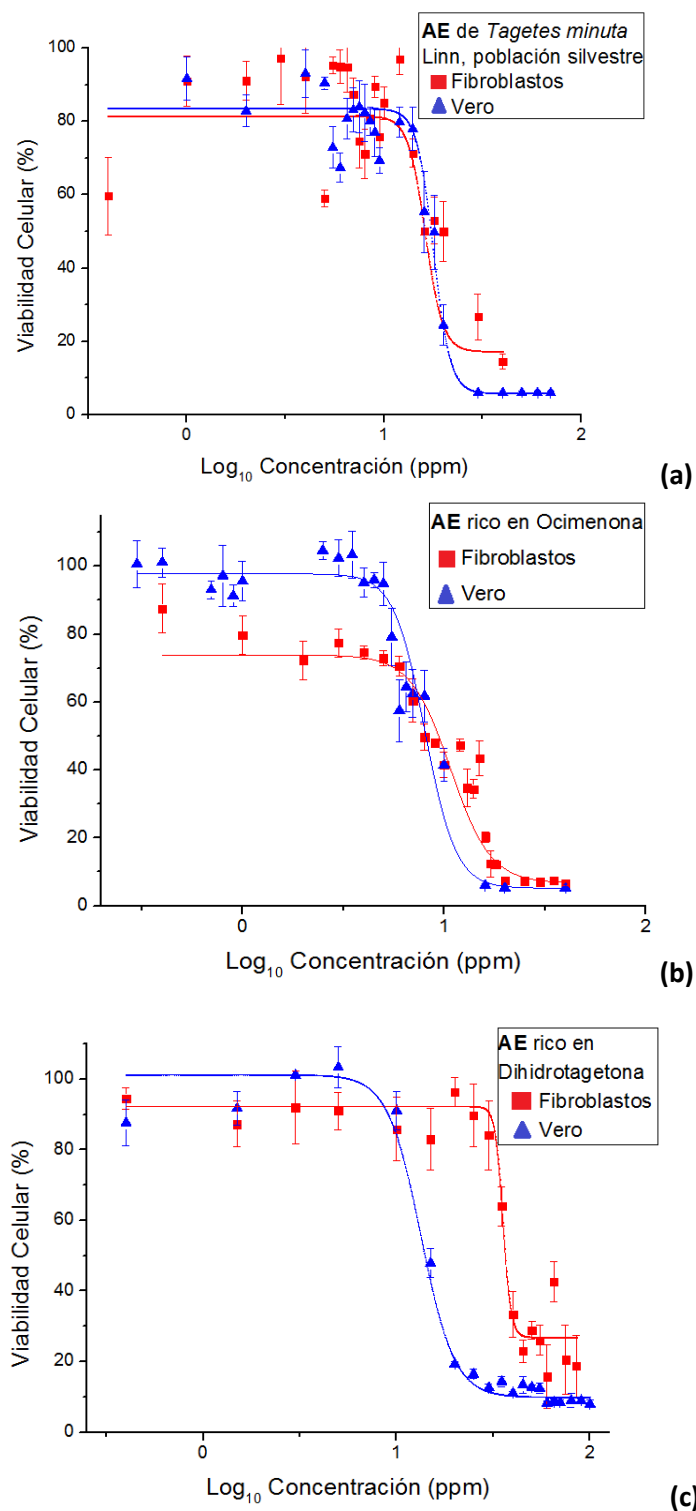 AE de Tagetes minuta
Linn, población silvestre
Fibroblastos
Vero
100
80
60
40
20
0
Viabilidad Celular (%)
0
1
2
Log10 Concentración (ppm)
(a)
AE rico en Ocimenona
Fibroblastos
Vero
100
80
60
40
20
0
Viabilidad Celular (%)
0
1
2
Log10 Concentración (ppm)
(b)
AE rico en
Dihidrotagetona
Fibroblastos
Vero
100
80
60
40
20
0
Viabilidad Celular (%)
0
1
2
Log10 Concentración (ppm)
(c)